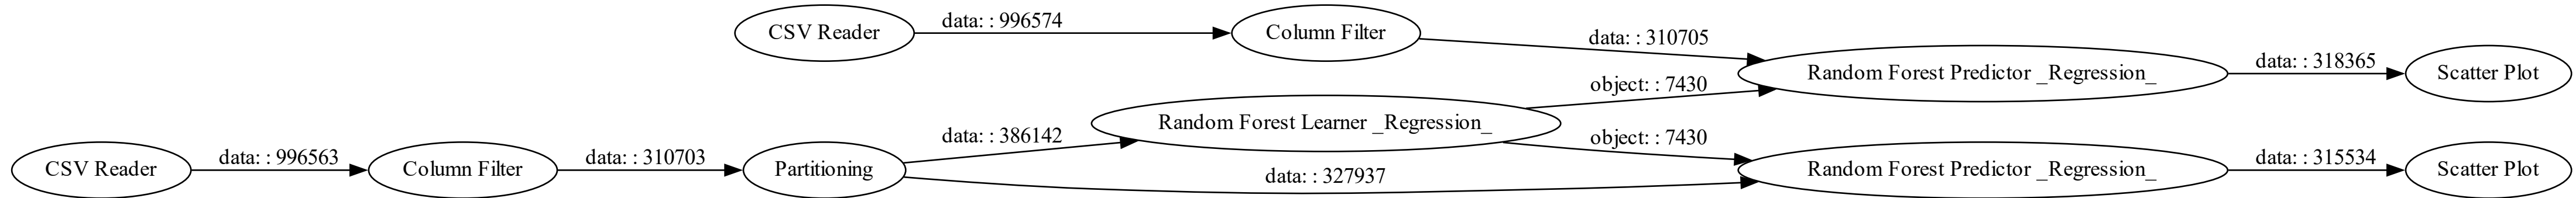 CSV Reader
data: : 996574
Column Filter
data: : 310705
Random Forest Predictor _Regression_
data: : 318365
Scatter Plot
object: : 7430
Random Forest Learner _Regression_
data: : 386142
object: : 7430
CSV Reader
data: : 996563
Column Filter
data: : 310703
Partitioning
data: : 327937
Random Forest Predictor _Regression_
data: : 315534
Scatter Plot